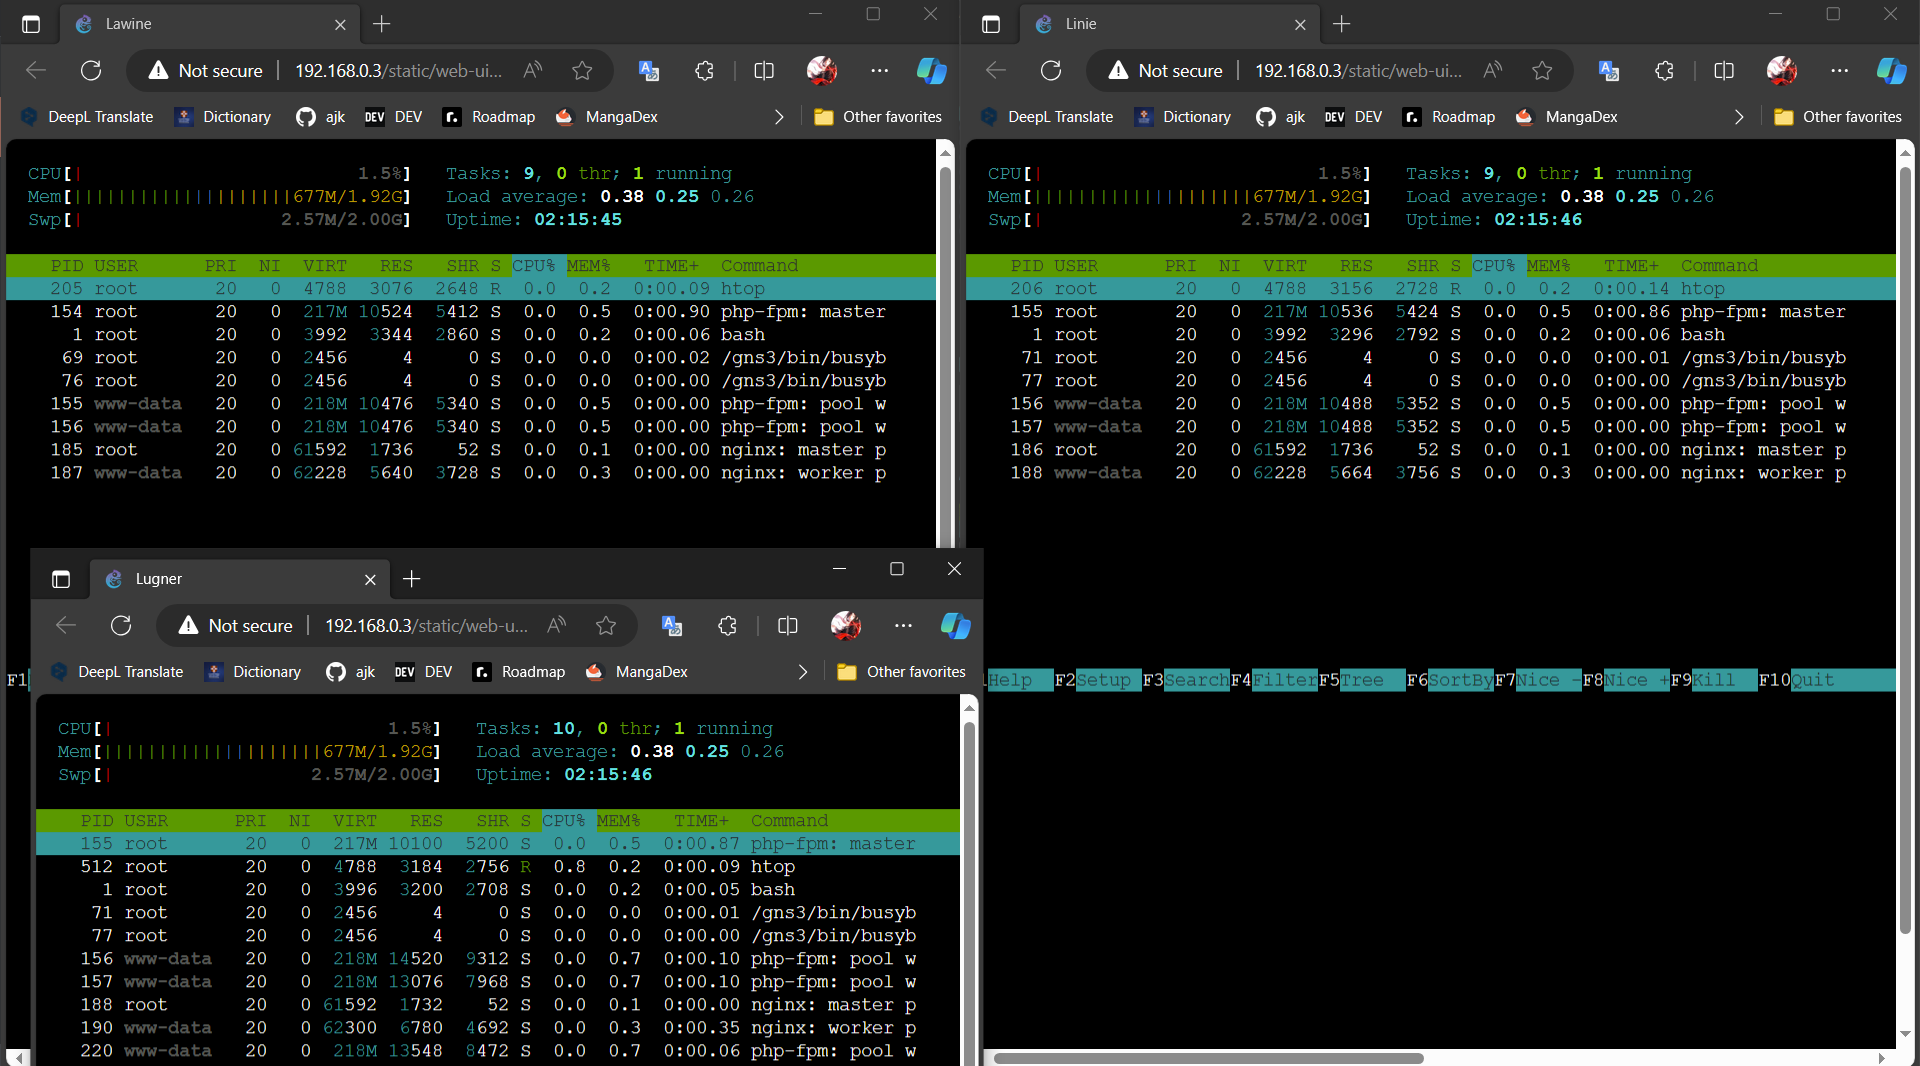 Lawine
Not secure 192.168.0.3/static/web-ui...
DeepL Translate Dictionary ajk DEV DEV Roadmap MangaDex Other favorites
CPU[| 1.5%] Tasks: 9, 0 thr; 1 running
Mem[||||||||||||||||||||677M/1.92G] Load average: 0.38 0.25 0.26
Swp[| 2.57M/2.00G] Uptime: 02:15:45
PID USER PRI NI VIRT RES SHR S CPU% MEM% TIME+ Command
205 root 20 0 4788 3076 2648 R 0.0 0.2 0:00.09 htop
154 root 20 0 217M 10524 5412 S 0.0 0.5 0:00.90 php-fpm: master
1 root 20 0 3992 3344 2860 S 0.0 0.2 0:00.06 bash
69 root 20 0 2456 4 0 S 0.0 0.0 0:00.02 /gns3/bin/busyb
76 root 20 0 2456 4 0 S 0.0 0.0 0:00.00 /gns3/bin/busyb
155 www-data 20 0 218M 10476 5340 S 0.0 0.5 0:00.00 php-fpm: pool w
156 www-data 20 0 218M 10476 5340 S 0.0 0.5 0:00.00 php-fpm: pool w
185 root 20 0 61592 1736 52 S 0.0 0.1 0:00.00 nginx: master p
187 www-data 20 0 62228 5640 3728 S 0.0 0.3 0:00.00 nginx: worker p
F1
Linie
Not secure 192.168.0.3/static/web-ui...
DeepL Translate Dictionary ajk DEV DEV Roadmap MangaDex Other favorites
CPU[| 1.5%] Tasks: 9, 0 thr; 1 running
Mem[||||||||||||||||||||677M/1.92G] Load average: 0.38 0.25 0.26
Swp[| 2.57M/2.00G] Uptime: 02:15:46
PID USER PRI NI VIRT RES SHR S CPU% MEM% TIME+ Command
206 root 20 0 4788 3156 2728 R 0.0 0.2 0:00.14 htop
155 root 20 0 217M 10536 5424 S 0.0 0.5 0:00.86 php-fpm: master
1 root 20 0 3992 3296 2792 S 0.0 0.2 0:00.06 bash
71 root 20 0 2456 4 0 S 0.0 0.0 0:00.01 /gns3/bin/busyb
77 root 20 0 2456 4 0 S 0.0 0.0 0:00.00 /gns3/bin/busyb
156 www-data 20 0 218M 10488 5352 S 0.0 0.5 0:00.00 php-fpm: pool w
157 www-data 20 0 218M 10488 5352 S 0.0 0.5 0:00.00 php-fpm: pool w
186 root 20 0 61592 1736 52 S 0.0 0.1 0:00.00 nginx: master p
188 www-data 20 0 62228 5664 3756 S 0.0 0.3 0:00.00 nginx: worker p
Help F2Setup F3SearchF4FilterF5Tree F6SortByF7Nice -F8Nice +F9Kill F10Quit
Lugner
Not secure 192.168.0.3/static/web-u...
DeepL Translate Dictionary ajk DEV DEV Roadmap MangaDex Other favorites
CPU[| 1.5%] Tasks: 10, 0 thr; 1 running
Mem[||||||||||||||||||||677M/1.92G] Load average: 0.38 0.25 0.26
Swp[| 2.57M/2.00G] Uptime: 02:15:46
PID USER PRI NI VIRT RES SHR S CPU% MEM% TIME+ Command
155 root 20 0 217M 10100 5200 S 0.0 0.5 0:00.87 php-fpm: master
512 root 20 0 4788 3184 2756 R 0.8 0.2 0:00.09 htop
1 root 20 0 3996 3200 2708 S 0.0 0.2 0:00.05 bash
71 root 20 0 2456 4 0 S 0.0 0.0 0:00.01 /gns3/bin/busyb
77 root 20 0 2456 4 0 S 0.0 0.0 0:00.00 /gns3/bin/busyb
156 www-data 20 0 218M 14520 9312 S 0.0 0.7 0:00.10 php-fpm: pool w
157 www-data 20 0 218M 13076 7968 S 0.0 0.7 0:00.10 php-fpm: pool w
188 root 20 0 61592 1732 52 S 0.0 0.1 0:00.00 nginx: master p
190 www-data 20 0 62300 6780 4692 S 0.0 0.3 0:00.35 nginx: worker p
220 www-data 20 0 218M 13548 8472 S 0.0 0.7 0:00.06 php-fpm: pool w